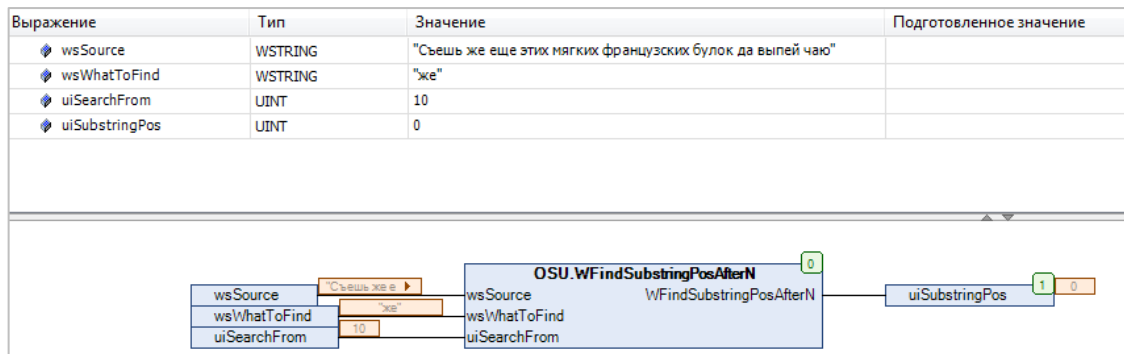 Выражение Тип Значение Подготовленное значение
wsSource WSTRING "Съешь же еще этих мягких французских булок да выпей чаю"
wsWhatToFind WSTRING "же"
uiSearchFrom UINT 10
uiSubstringPos UINT 0
0
OSU.WFindSubstringPosAfterN
wsSource "Съешь же е wsSource WFindSubstringPosAfterN uiSubstringPos 1 0
wsWhatToFind "же" wsWhatToFind
uiSearchFrom 10 uiSearchFrom